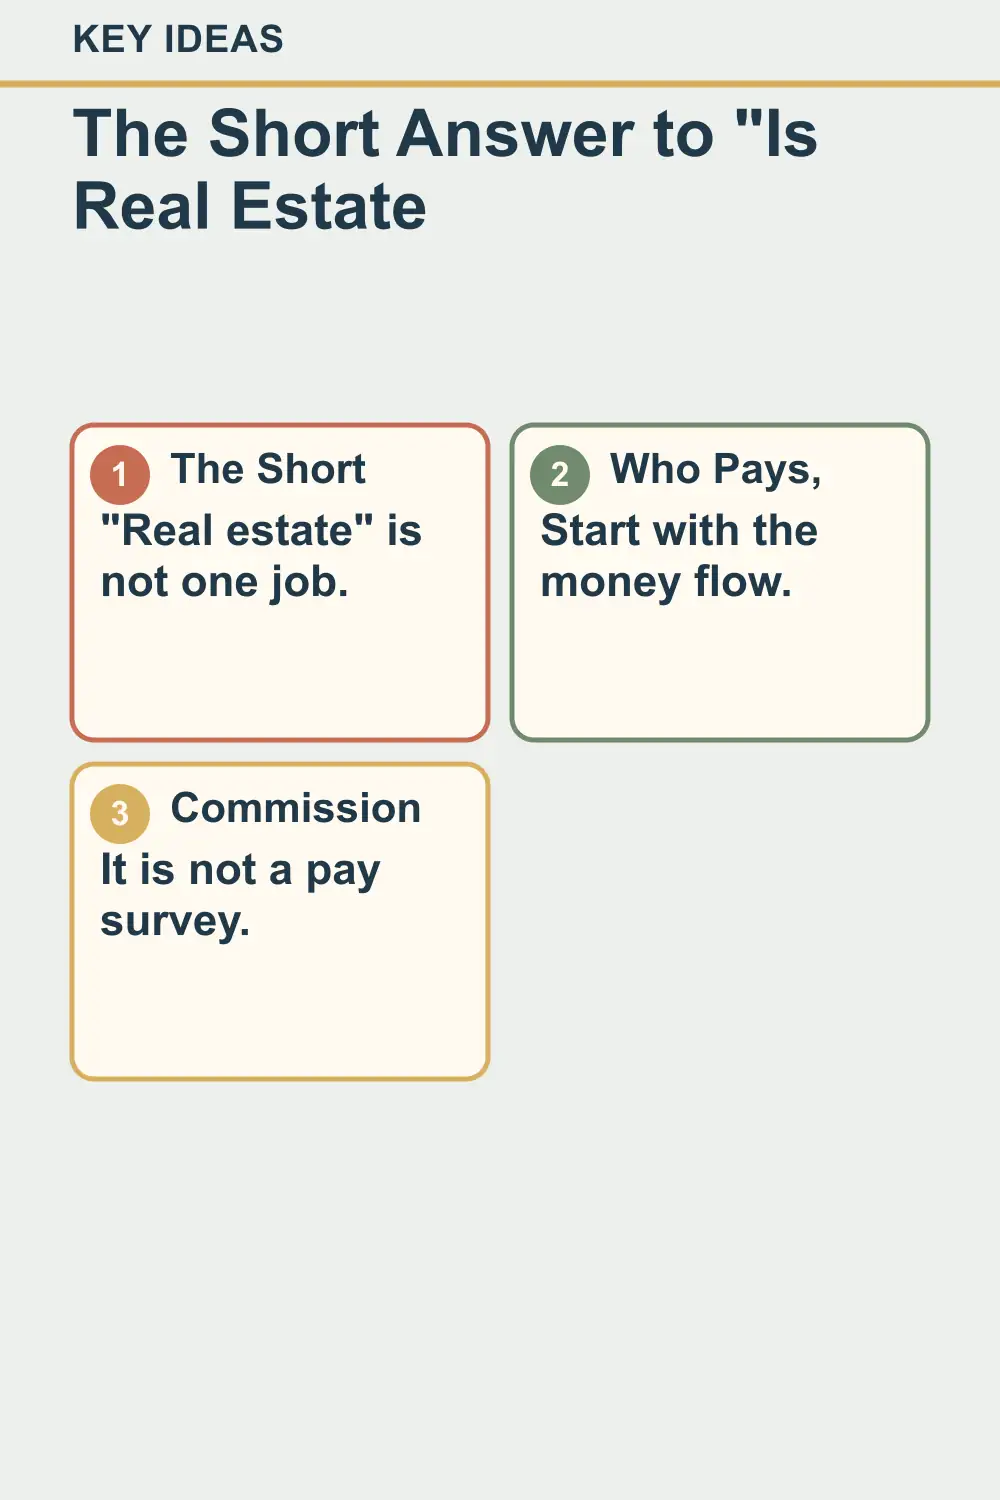 KEY IDEAS
The Short Answer to "Is
Real Estate
1 The Short
"Real estate" is
not one job.
2 Who Pays,
Start with the
money flow.
3 Commission
It is not a pay
survey.